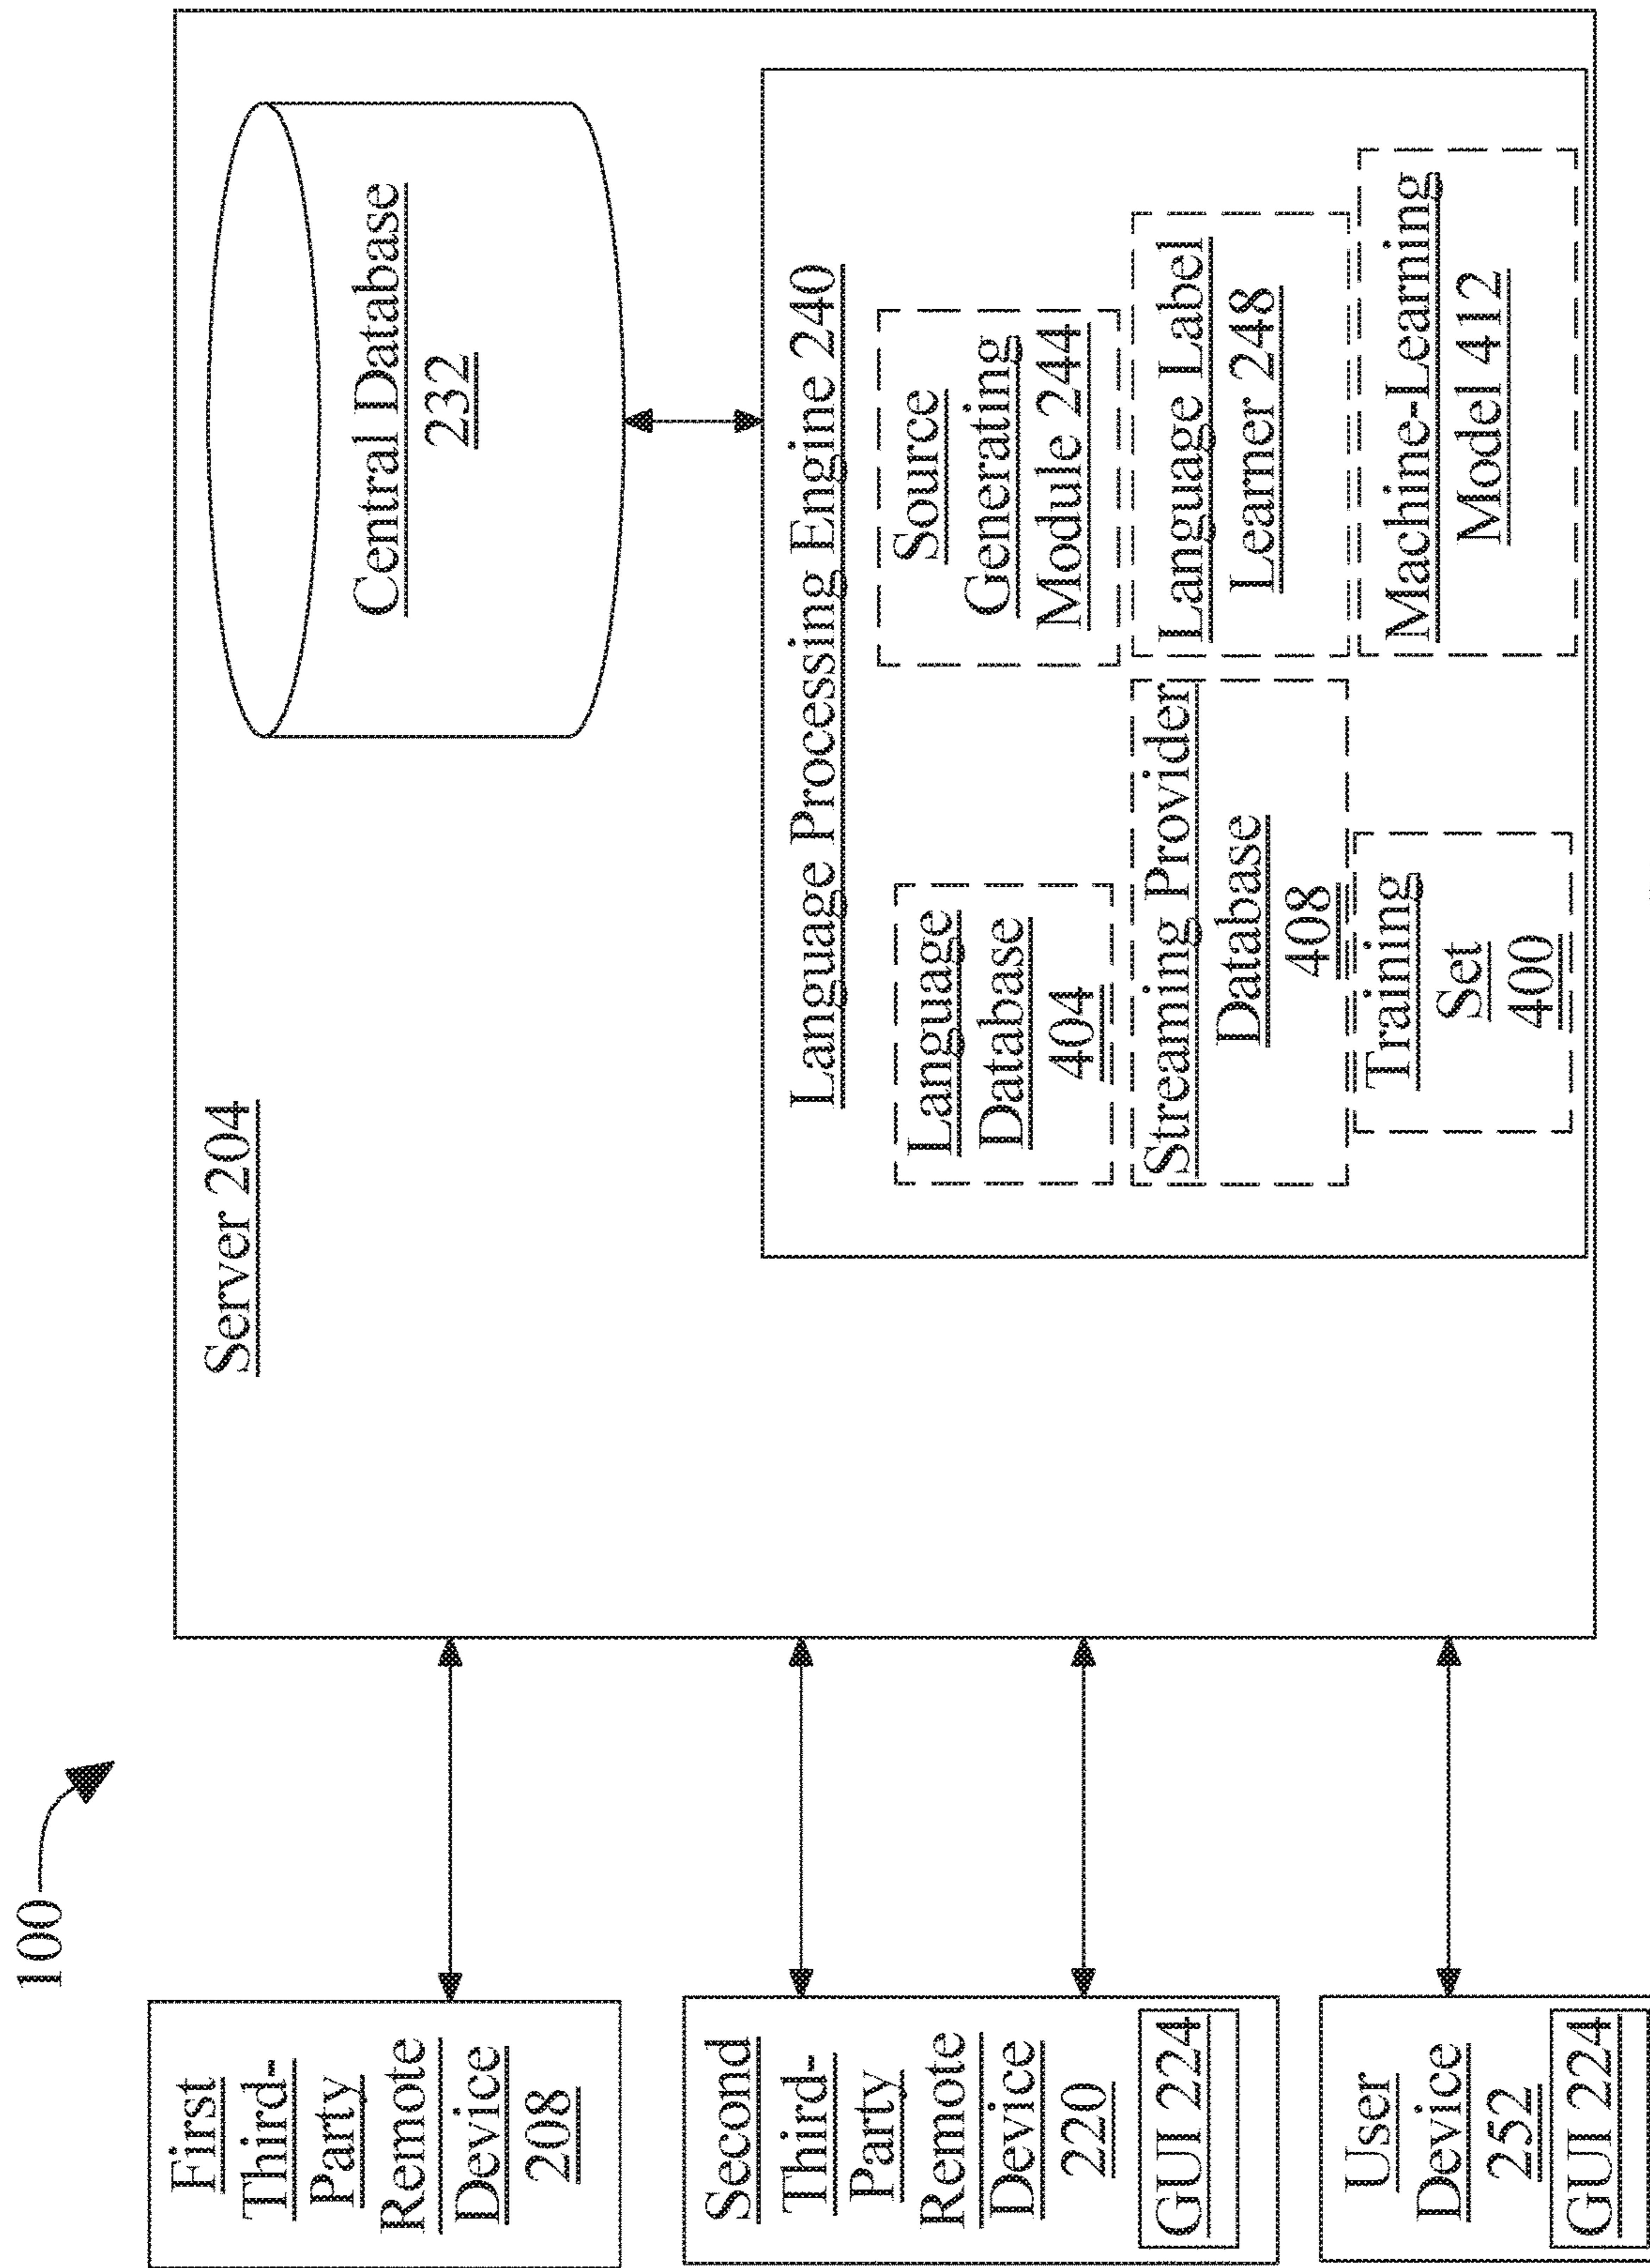 100
First
Third-
Party
Remote
Device
208
Second
Third-
Party
Remote
Device
220
GUI 224
User
Device
252
GUI 224
Server 204
Central Database
232
Language Processing Engine 240
Language
Database
404
Source
Generating
Module 244
Streaming Provider
Database
408
Language Label
Learner 248
Training
Set
400
Machine-Learning
Model 412